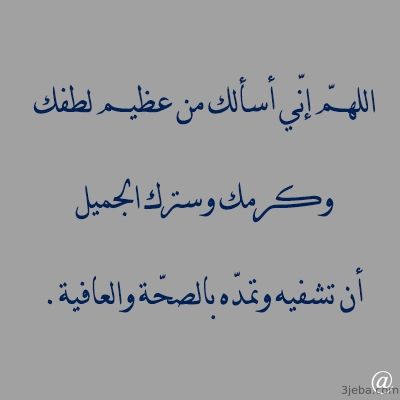 اللهمّ إنّي أسألك من عظيم لطفك
وكرمك وسترك الجميل
أن تشفيه وتمدّه بالصحّة والعافية .
3jeba.com
@